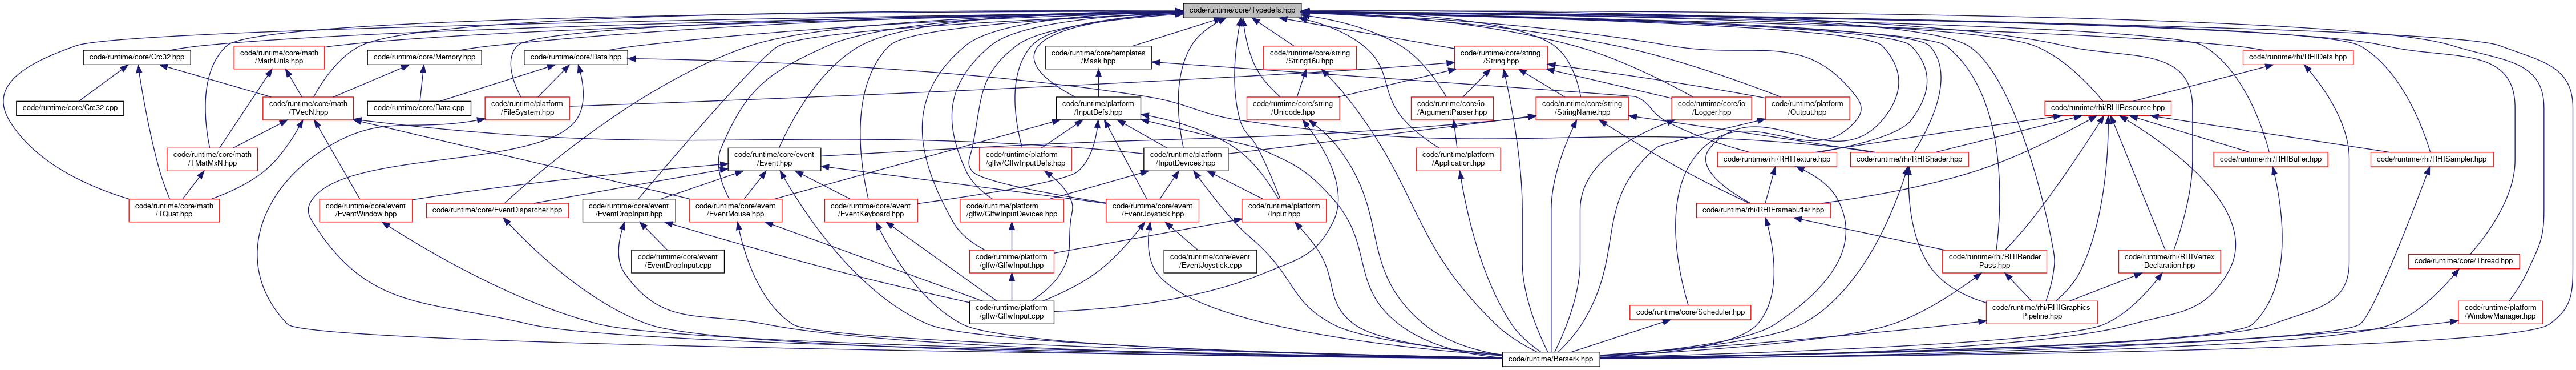 code/runtime/core/Typedefs.hpp
code/runtime/core/Crc32.hpp
code/runtime/core/math
/MathUtils.hpp
code/runtime/core/Memory.hpp
code/runtime/core/Data.hpp
code/runtime/core/templates
/Mask.hpp
code/runtime/core/string
/String16u.hpp
code/runtime/core/string
/String.hpp
code/runtime/rhi/RHIDefs.hpp
code/runtime/core/Crc32.cpp
code/runtime/core/math
/TVecN.hpp
code/runtime/core/Data.cpp
code/runtime/platform
/FileSystem.hpp
code/runtime/platform
/InputDefs.hpp
code/runtime/core/string
/Unicode.hpp
code/runtime/core/io
/ArgumentParser.hpp
code/runtime/core/string
/StringName.hpp
code/runtime/core/io
/Logger.hpp
code/runtime/platform
/Output.hpp
code/runtime/rhi/RHIResource.hpp
code/runtime/core/math
/TMatMxN.hpp
code/runtime/core/event
/Event.hpp
code/runtime/platform
/glfw/GlfwInputDefs.hpp
code/runtime/platform
/InputDevices.hpp
code/runtime/platform
/Application.hpp
code/runtime/rhi/RHITexture.hpp
code/runtime/rhi/RHIShader.hpp
code/runtime/rhi/RHIBuffer.hpp
code/runtime/rhi/RHISampler.hpp
code/runtime/core/math
/TQuat.hpp
code/runtime/core/event
/EventWindow.hpp
code/runtime/core/EventDispatcher.hpp
code/runtime/core/event
/EventDropInput.hpp
code/runtime/core/event
/EventMouse.hpp
code/runtime/core/event
/EventKeyboard.hpp
code/runtime/platform
/glfw/GlfwInputDevices.hpp
code/runtime/core/event
/EventJoystick.hpp
code/runtime/platform
/Input.hpp
code/runtime/rhi/RHIFramebuffer.hpp
code/runtime/core/event
/EventDropInput.cpp
code/runtime/platform
/glfw/GlfwInput.hpp
code/runtime/core/event
/EventJoystick.cpp
code/runtime/rhi/RHIRender
Pass.hpp
code/runtime/rhi/RHIVertex
Declaration.hpp
code/runtime/core/Thread.hpp
code/runtime/platform
/glfw/GlfwInput.cpp
code/runtime/core/Scheduler.hpp
code/runtime/rhi/RHIGraphics
Pipeline.hpp
code/runtime/platform
/WindowManager.hpp
code/runtime/Berserk.hpp